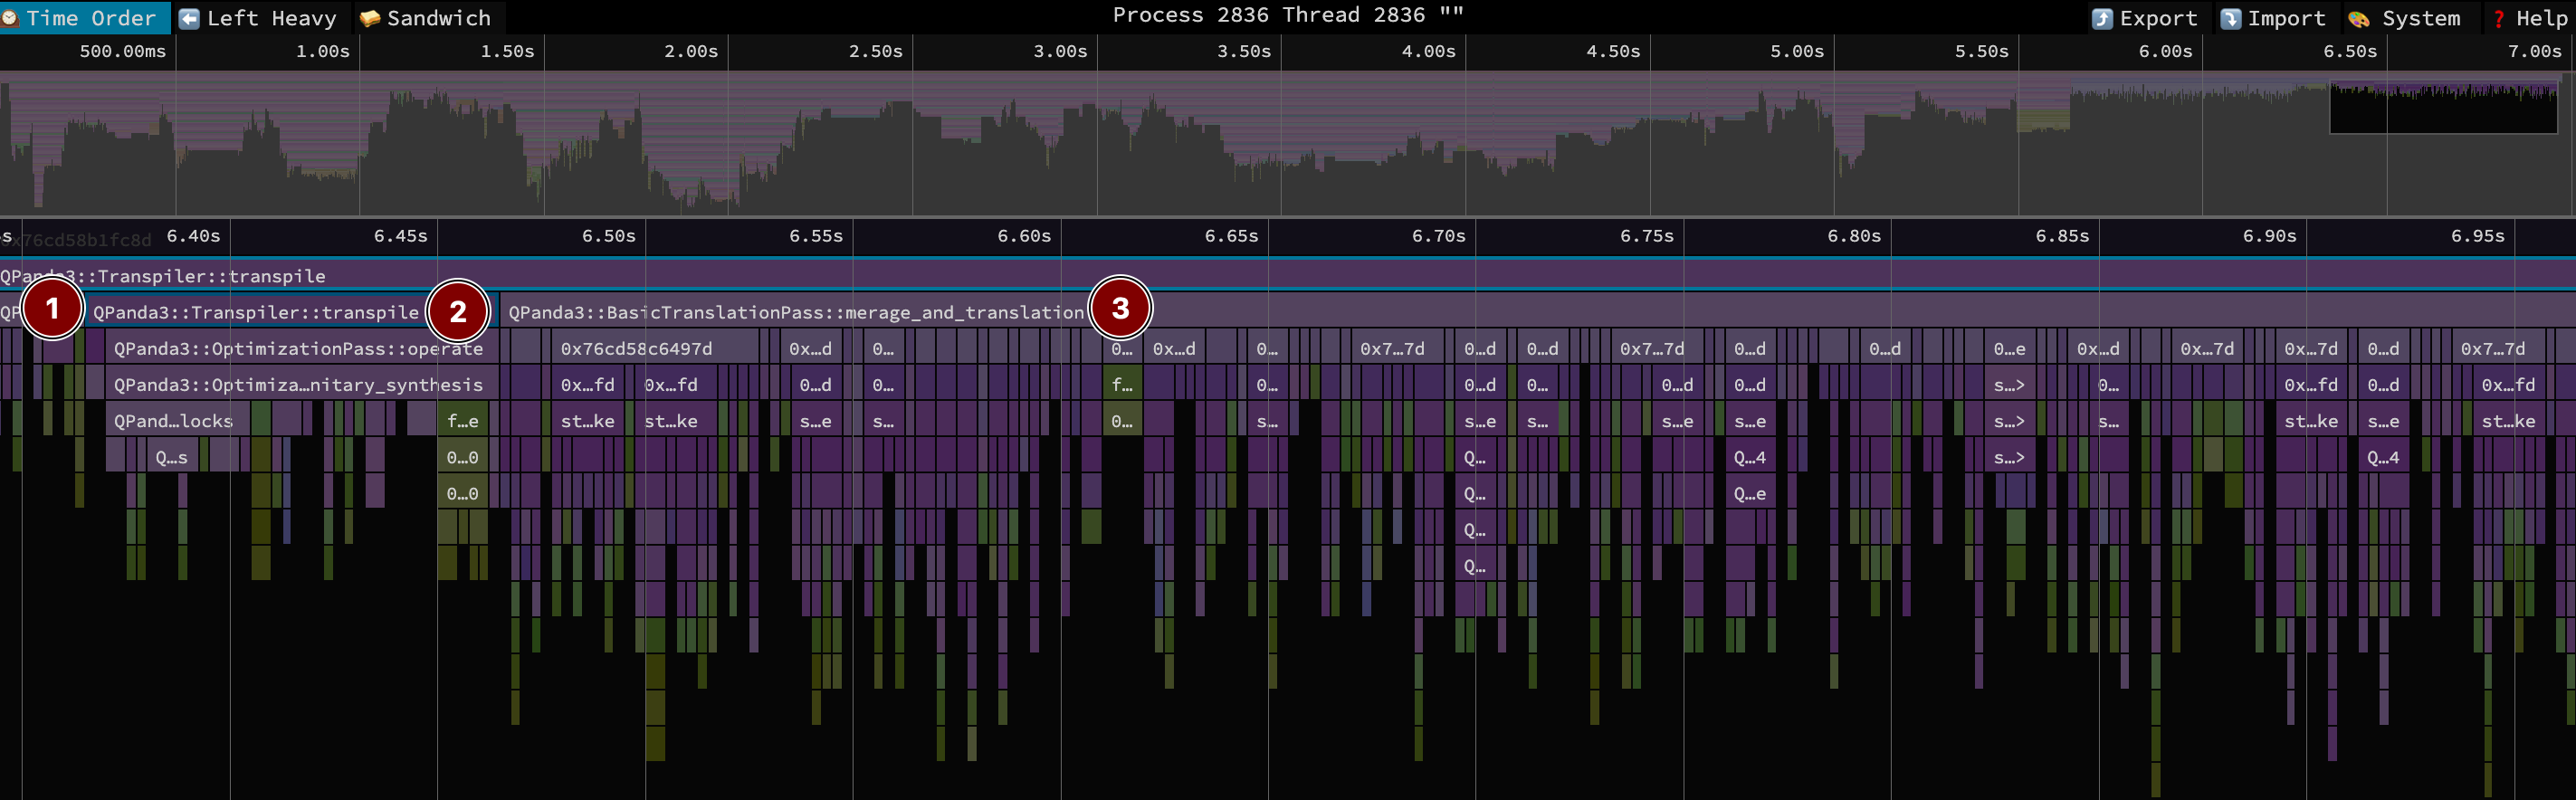 Time Order Left Heavy Sandwich Process 2836 Thread 2836 "" Export Import System ? Help
500.00ms 1.00s 1.50s 2.00s 2.50s 3.00s 3.50s 4.00s 4.50s 5.00s 5.50s 6.00s 6.50s 7.00s
s 0x76cd58b1fc8d 6.40s 6.45s 6.50s 6.55s 6.60s 6.65s 6.70s 6.75s 6.80s 6.85s 6.90s 6.95s
QPanda3::Transpiler::transpile
QP 1 QPanda3::Transpiler::transpile 2 QPanda3::BasicTranslationPass::merage_and_translation 3
QPanda3::OptimizationPass::operate 0x76cd58c6497d 0x…d 0… 0… 0x…d 0… 0x7…7d 0…d 0…d 0x7…7d 0…d 0…d 0…e 0x…d 0x…7d 0x…7d 0…d 0x7…7d
QPanda3::Optimiza…nitary_synthesis 0x…fd 0x…fd 0…d 0… f… 0… 0…d 0… 0…d 0…d s…> 0… 0x…fd 0…d 0x…fd
QPand…locks f…e st…ke st…ke s…e s… 0… s… s…e s… s…e s…e s…> s… st…ke s…e st…ke
Q…s 0…0 Q… Q…4 s…> Q…4
0…0 Q… Q…e
Q…
Q…